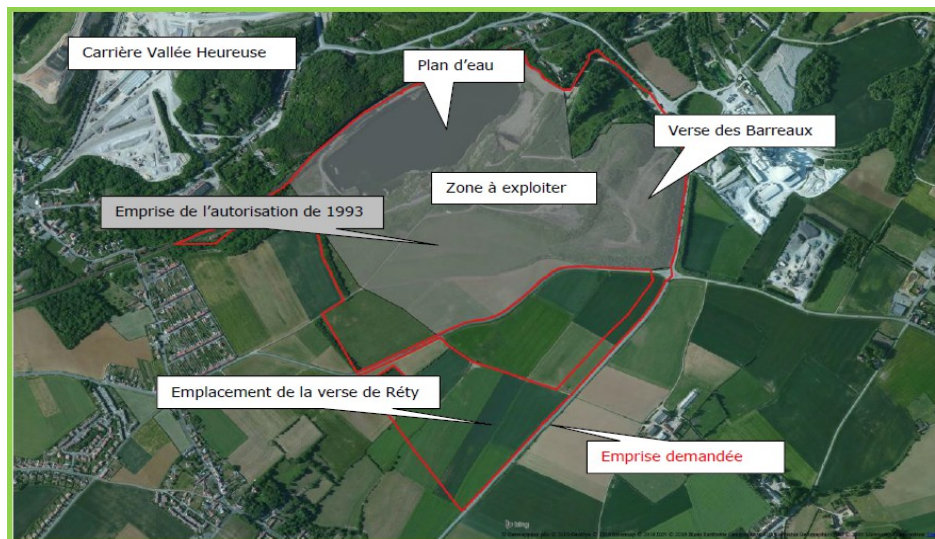 Carrière Vallée Heureuse
Plan d’eau
Verse des Barreaux
Zone à exploiter
Emprise de l’autorisation de 1993
Emplacement de la verse de Réty
Emprise demandée
bing